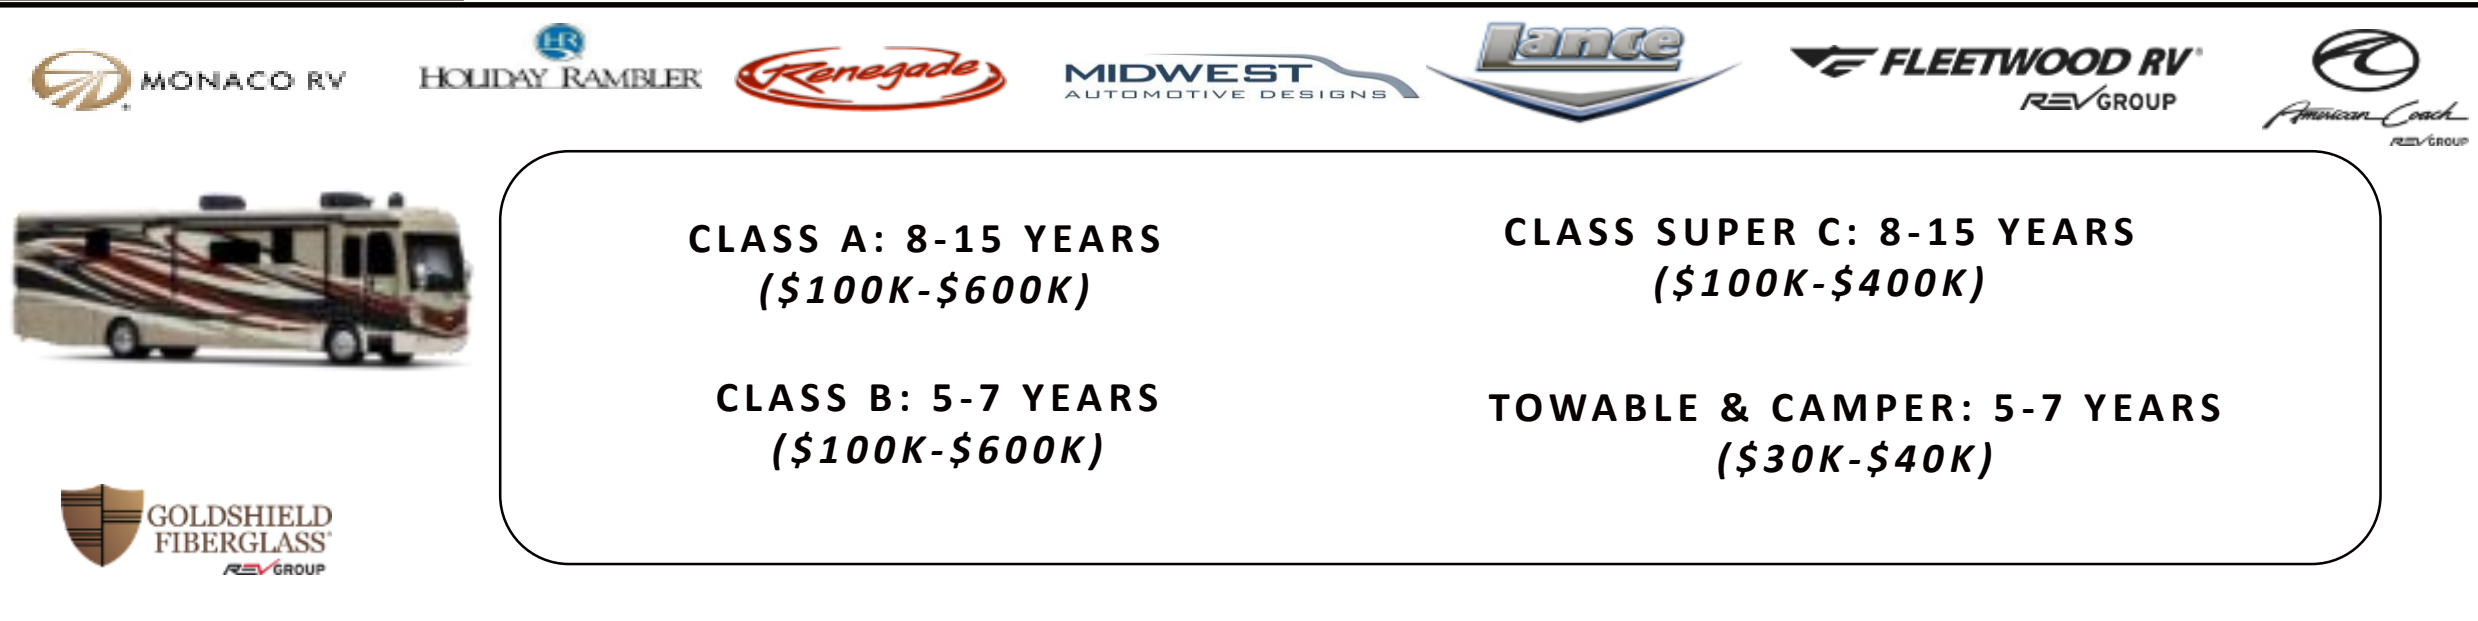 MONACO RV
HR
HOLIDAY RAMBLER
Renegade
MIDWEST
AUTOMOTIVE DESIGNS
Lance
FLEETWOOD RV®
REV GROUP
American Coach
REV GROUP
CLASS A: 8-15 YEARS
($100K-$600K)
CLASS SUPER C: 8-15 YEARS
($100K-$400K)
CLASS B: 5-7 YEARS
($100K-$600K)
TOWABLE & CAMPER: 5-7 YEARS
($30K-$40K)
GOLDSHIELD
FIBERGLASS®
REV GROUP